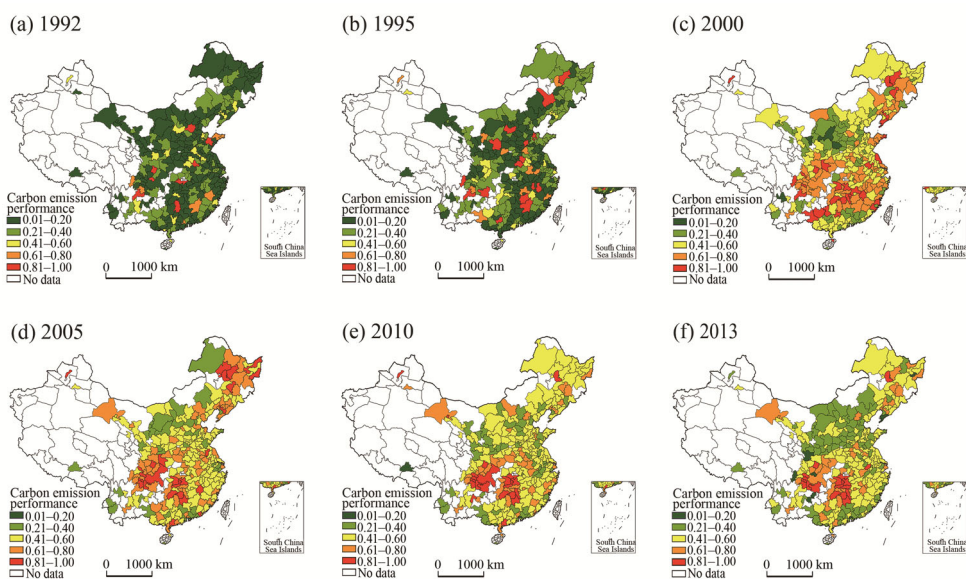 (a) 1992
Carbon emission
performance
0.01–0.20
0.21–0.40
0.41–0.60
0.61–0.80
0.81–1.00
No data
0 1000 km
South China
Sea Islands
(b) 1995
Carbon emission
performance
0.01–0.20
0.21–0.40
0.41–0.60
0.61–0.80
0.81–1.00
No data
0 1000 km
South China
Sea Islands
(c) 2000
Carbon emission
performance
0.01–0.20
0.21–0.40
0.41–0.60
0.61–0.80
0.81–1.00
No data
0 1000 km
South China
Sea Islands
(d) 2005
Carbon emission
performance
0.01–0.20
0.21–0.40
0.41–0.60
0.61–0.80
0.81–1.00
No data
0 1000 km
South China
Sea Islands
(e) 2010
Carbon emission
performance
0.01–0.20
0.21–0.40
0.41–0.60
0.61–0.80
0.81–1.00
No data
0 1000 km
South China
Sea Islands
(f) 2013
Carbon emission
performance
0.01–0.20
0.21–0.40
0.41–0.60
0.61–0.80
0.81–1.00
No data
0 1000 km
South China
Sea Islands